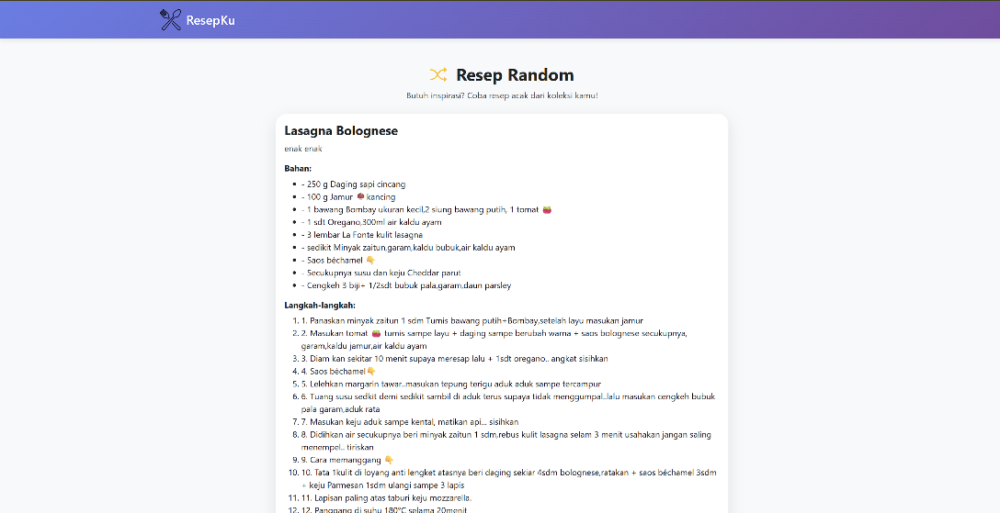 ResepKu
Resep Random
Butuh inspirasi? Coba resep acak dari koleksi kamu!
Lasagna Bolognese
enak enak
Bahan:
- 250 g Daging sapi cincang
- 100 g Jamur 🍄 kancing
- 1 bawang Bombay ukuran kecil,2 siung bawang putih, 1 tomat 🍅
- 1 sdt Oregano,300ml air kaldu ayam
- 3 lembar La Fonte kulit lasagna
- sedikit Minyak zaitun,garam,kaldu bubuk,air kaldu ayam
- Saos béchamel 👇
- Secukupnya susu dan keju Cheddar parut
- Cengkeh 3 biji+ 1/2sdt bubuk pala,garam,daun parsley
Langkah-langkah:
1. 1. Panaskan minyak zaitun 1 sdm Tumis bawang putih+Bombay,setelah layu masukan jamur
2. 2. Masukan tomat 🍅 tumis sampe layu + daging sampe berubah warna + saos bolognese secukupnya,
garam,kaldu jamur,air kaldu ayam
3. 3. Diam kan sekitar 10 menit supaya meresap lalu + 1sdt oregano.. angkat sisihkan
4. 4. Saos béchamel👇
5. 5. Lelehkan margarin tawar..masukan tepung terigu aduk aduk sampe tercampur
6. 6. Tuang susu sedkit demi sedikit sambil di aduk terus supaya tidak menggumpal..lalu masukan cengkeh bubuk
pala garam,aduk rata
7. 7. Masukan keju aduk sampe kental, matikan api... sisihkan
8. 8. Didihkan air secukupnya beri minyak zaitun 1 sdm,rebus kulit lasagna selam 3 menit usahakan jangan saling
menempel.. tiriskan
9. 9. Cara memanggang 👇
10. 10. Tata 1kulit di loyang anti lengket atasnya beri daging sekiar 4sdm bolognese,ratakan + saos béchamel 3sdm
+ keju Parmesan 1sdm ulangi sampe 3 lapis
11. 11. Lapisan paling atas taburi keju mozzarella.
12. 12. Panggang di suhu 180°C selama 20menit